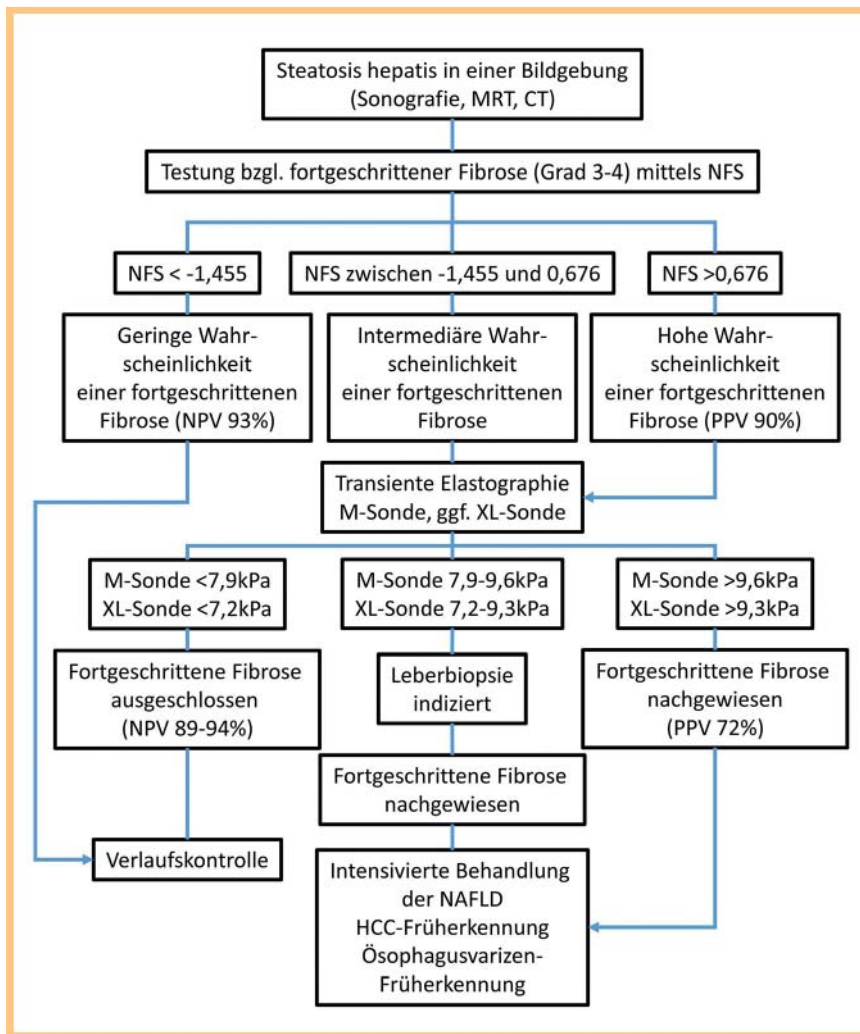 Steatosis hepatis in einer Bildgebung
(Sonografie, MRT, CT)
Testung bzgl. fortgeschrittener Fibrose (Grad 3-4) mittels NFS
NFS < -1,455
NFS zwischen -1,455 und 0,676
NFS >0,676
Geringe Wahr-
scheinlichkeit
einer fortgeschrittenen
Fibrose (NPV 93%)
Intermediäre Wahr-
scheinlichkeit
einer fortgeschrittenen
Fibrose
Hohe Wahr-
scheinlichkeit
einer fortgeschrittenen
Fibrose (PPV 90%)
Transiente Elastographie
M-Sonde, ggf. XL-Sonde
M-Sonde <7,9kPa
XL-Sonde <7,2kPa
M-Sonde 7,9-9,6kPa
XL-Sonde 7,2-9,3kPa
M-Sonde >9,6kPa
XL-Sonde >9,3kPa
Fortgeschrittene Fibrose
ausgeschlossen
(NPV 89-94%)
Leberbiopsie
indiziert
Fortgeschrittene Fibrose
nachgewiesen
(PPV 72%)
Fortgeschrittene Fibrose
nachgewiesen
Verlaufskontrolle
Intensivierte Behandlung
der NAFLD
HCC-Früherkennung
Ösophagusvarizen-
Früherkennung